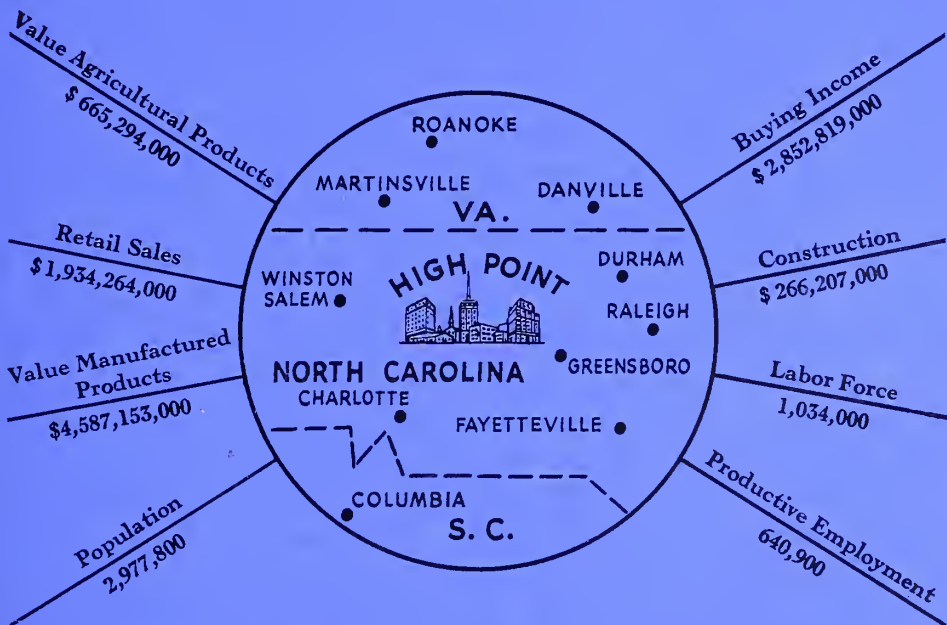 Value Agricultural Products
$ 665,294,000
Retail Sales
$1,934,264,000
Value Manufactured
Products
$4,587,153,000
Population
2,977,800
ROANOKE
MARTINSVILLE
DANVILLE
VA.
WINSTON
SALEM
HIGH POINT
DURHAM
RALEIGH
GREENSBORO
NORTH CAROLINA
CHARLOTTE
FAYETTEVILLE
COLUMBIA
S. C.
Buying Income
$ 2,852,819,000
Construction
$ 266,207,000
Labor Force
1,034,000
Productive Employment
640,900